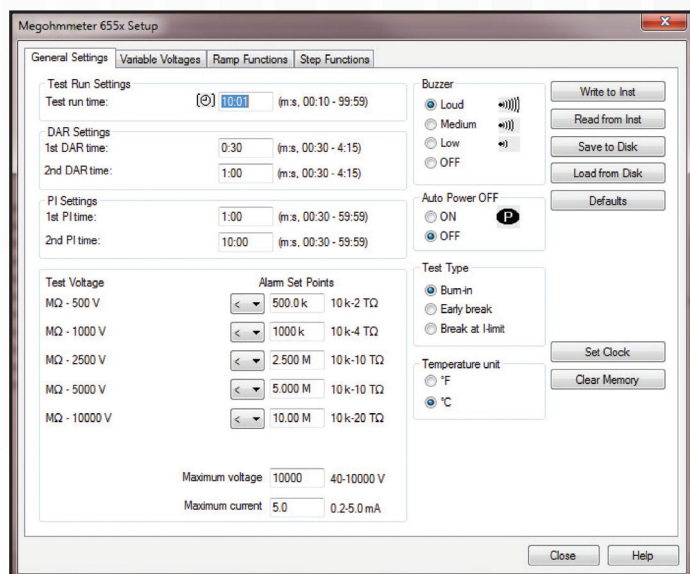 Megohmmeter 655x Setup
x
General Settings Variable Voltages Ramp Functions Step Functions
Test Run Settings
Test run time: 10:01 (m:s, 00:10 - 99:59)
DAR Settings
1st DAR time: 0:30 (m:s, 00:30 - 4:15)
2nd DAR time: 1:00 (m:s, 00:30 - 4:15)
PI Settings
1st PI time: 1:00 (m:s, 00:30 - 59:59)
2nd PI time: 10:00 (m:s, 00:30 - 59:59)
Test Voltage Alarm Set Points
MΩ - 500 V < 500.0 k 10 k-2 TΩ
MΩ - 1000 V < 1000 k 10 k-4 TΩ
MΩ - 2500 V < 2.500 M 10 k-10 TΩ
MΩ - 5000 V < 5.000 M 10 k-10 TΩ
MΩ - 10000 V < 10.00 M 10 k-20 TΩ
Maximum voltage 10000 40-10000 V
Maximum current 5.0 0.2-5.0 mA
Buzzer
Loud
Medium
Low
OFF
Auto Power OFF
ON P
OFF
Test Type
Burn-in
Early break
Break at I-limit
Temperature unit
°F
°C
Write to Inst
Read from Inst
Save to Disk
Load from Disk
Defaults
Set Clock
Clear Memory
Close Help